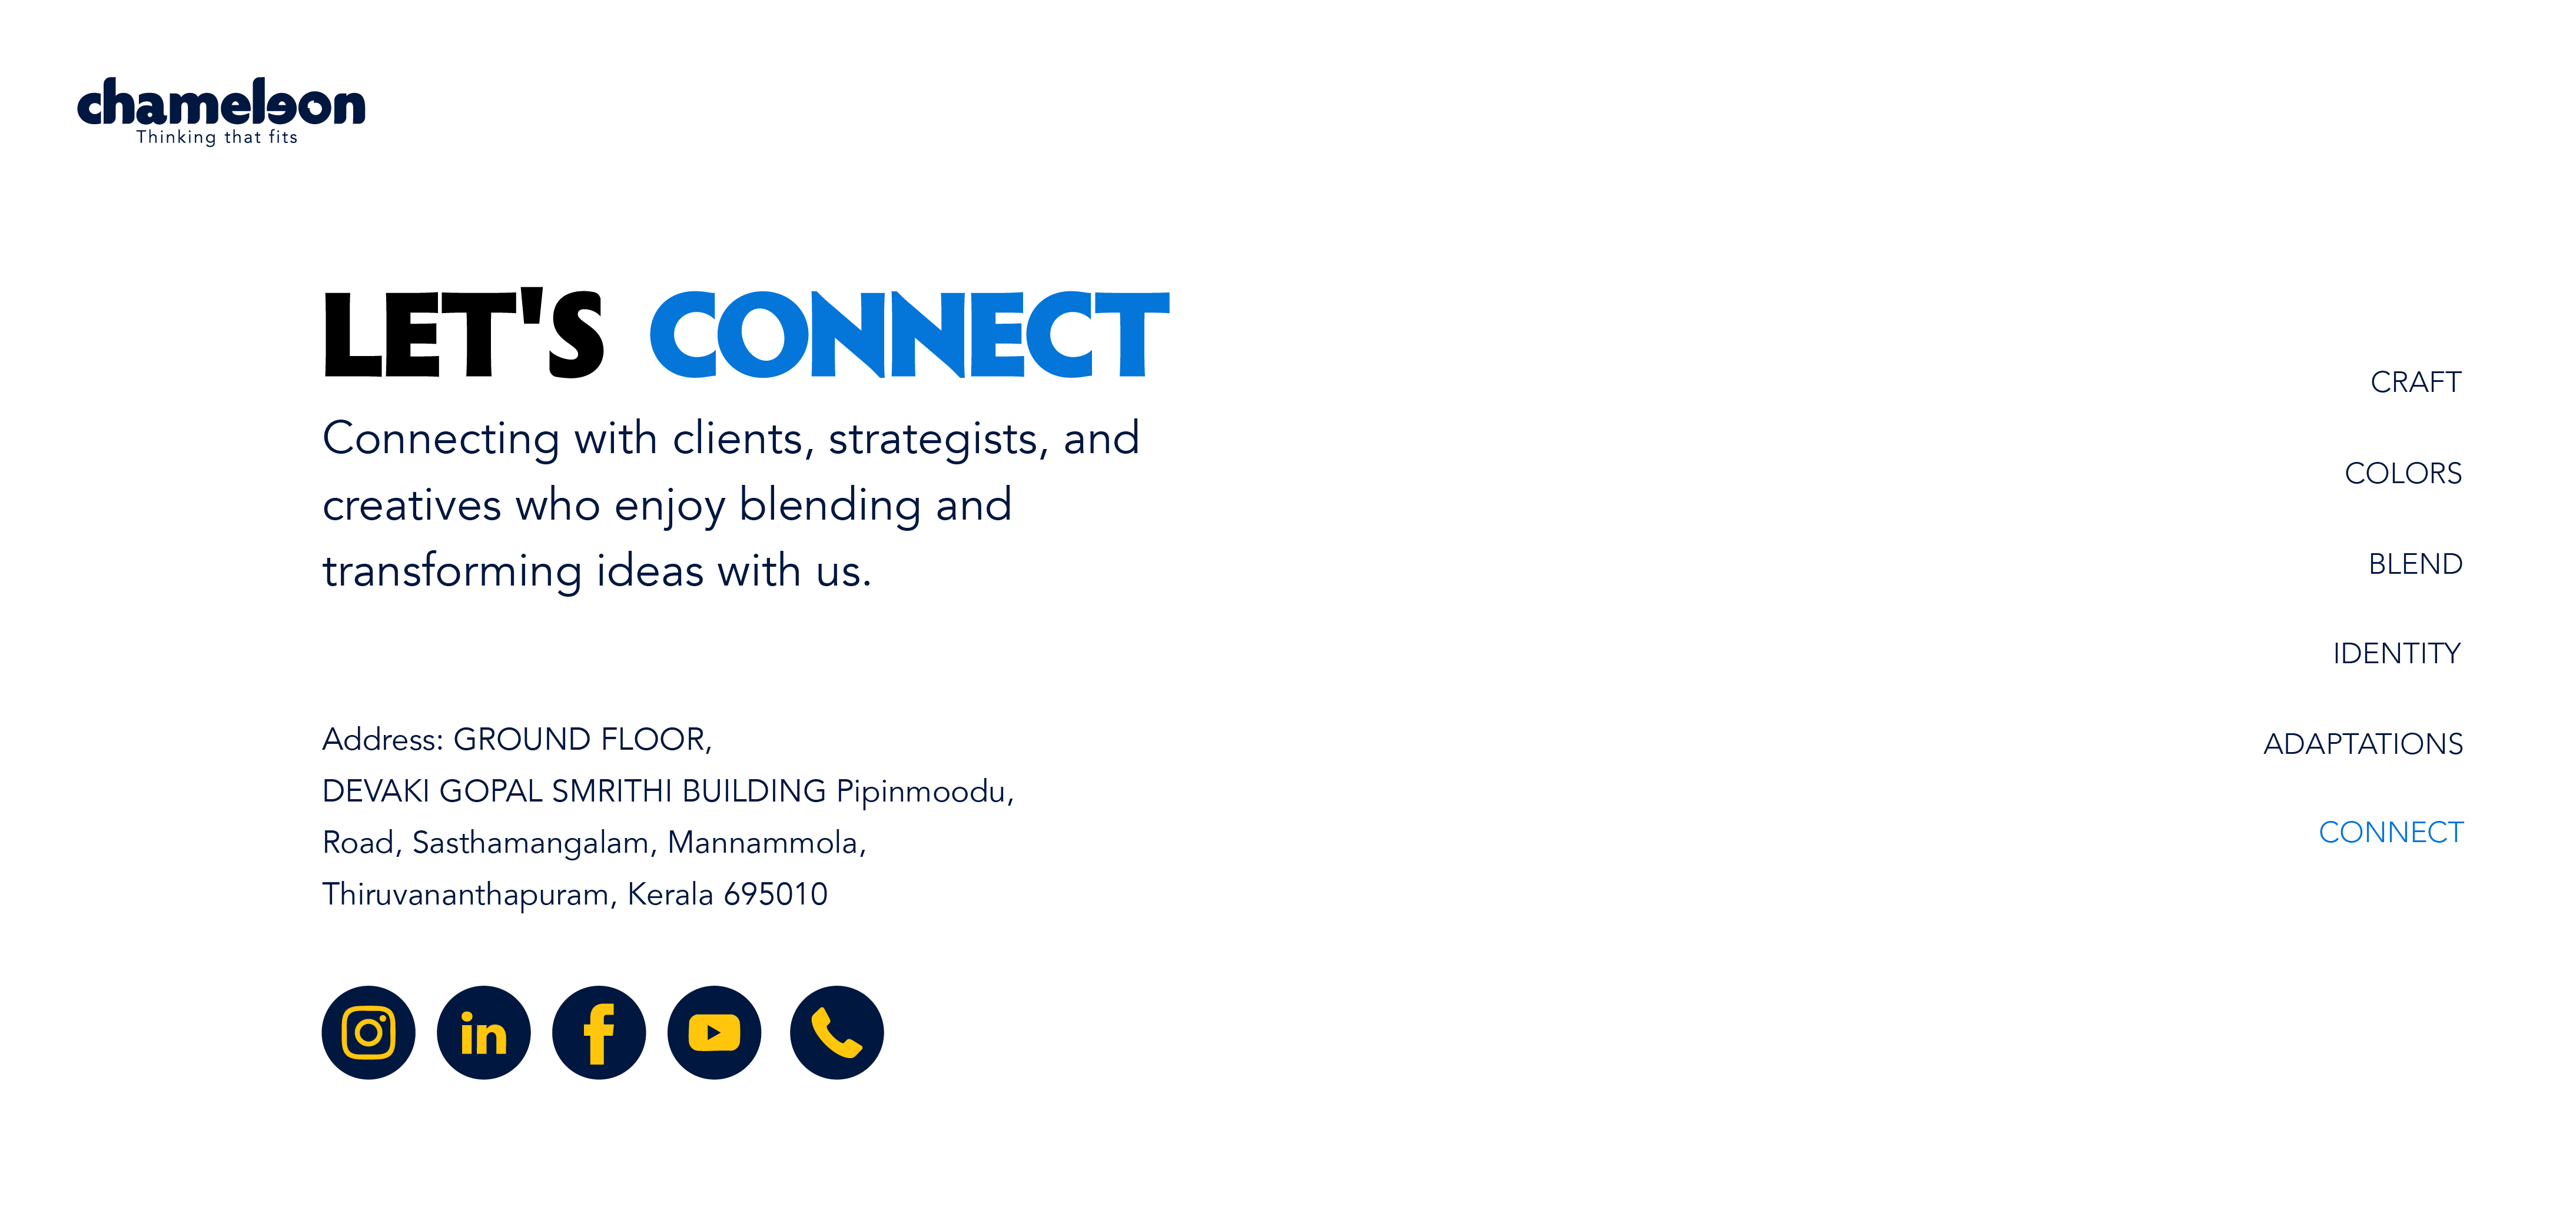 chameleon
Thinking that fits
LET'S CONNECT
Connecting with clients, strategists, and
creatives who enjoy blending and
transforming ideas with us.
Address: GROUND FLOOR,
DEVAKI GOPAL SMRITHI BUILDING Pipinmoodu,
Road, Sasthamangalam, Mannammola,
Thiruvananthapuram, Kerala 695010
in
f
CRAFT
COLORS
BLEND
IDENTITY
ADAPTATIONS
CONNECT